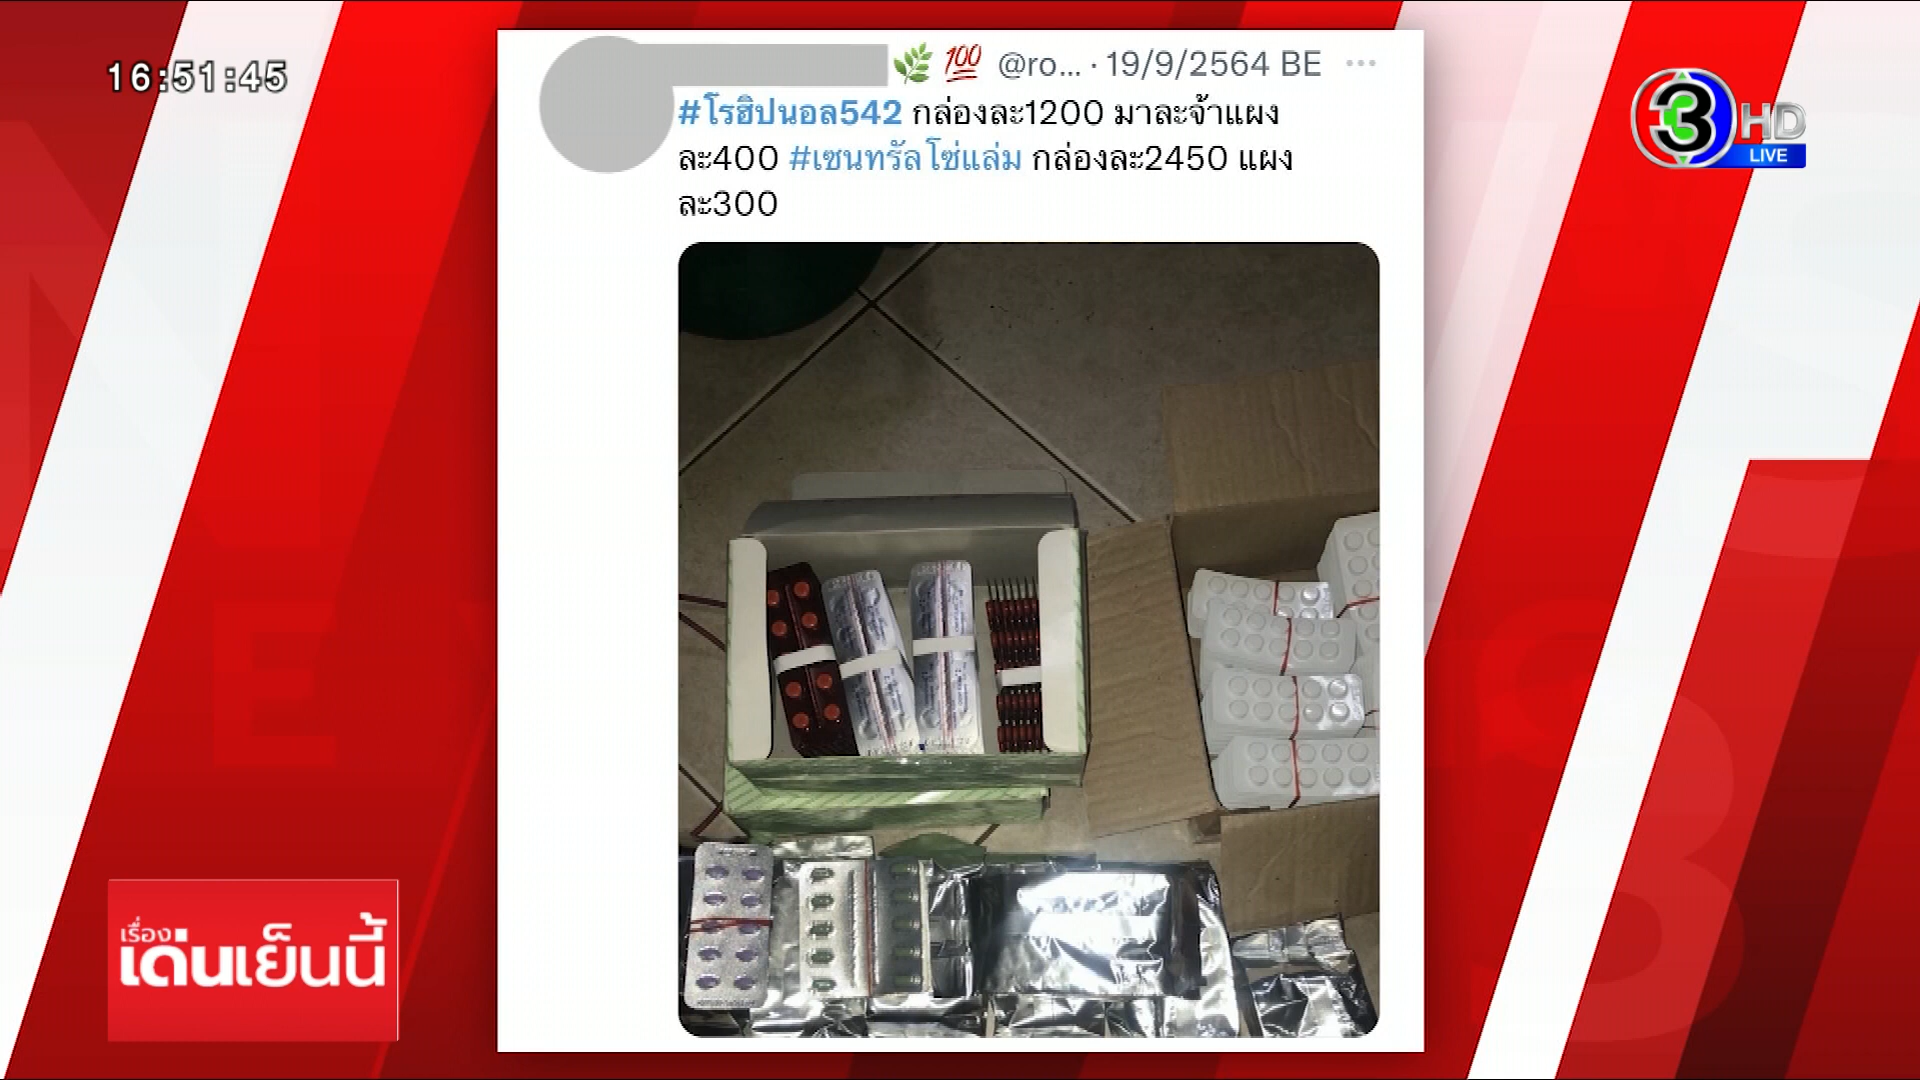 16:51:45
@ro... · 19/9/2564 BE
#โรฮิปนอล542 กล่องละ1200 มาละจ้าแผง
ละ400 #เซนทรัลโซ่แล่ม กล่องละ2450 แผง
ละ300
3 HD
LIVE
เรื่อง
เด่นเย็นนี้